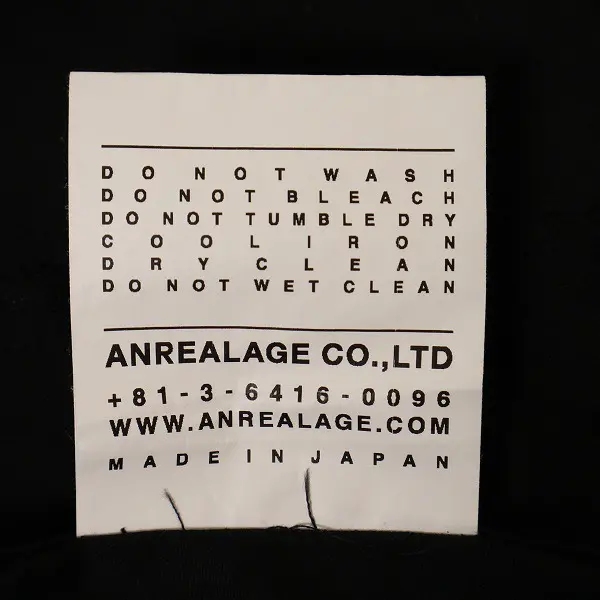 DO NOT WASH
DO NOT BLEACH
DO NOT TUMBLE DRY
COOL IRON
DRY CLEAN
DO NOT WET CLEAN
ANREALAGE CO.,LTD
+81-3-6416-0096
WWW.ANREALAGE.COM
MADE IN JAPAN